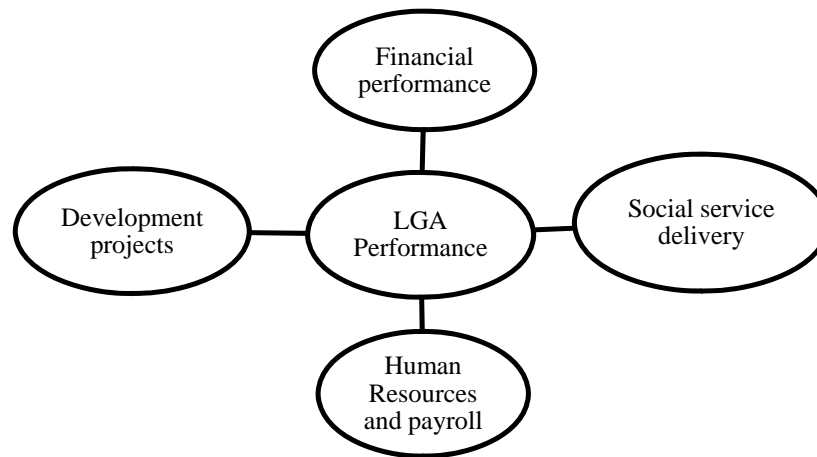 Financial
performance
Development
projects
LGA
Performance
Social service
delivery
Human
Resources
and payroll